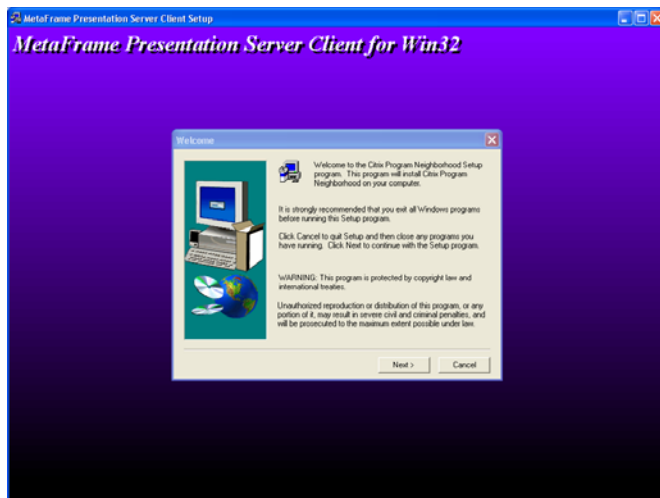 MetaFrame Presentation Server Client Setup
MetaFrame Presentation Server Client for Win32
Welcome
Welcome to the Citrix Program Neighborhood Setup
program. This program will install Citrix Program
Neighborhood on your computer.
It is strongly recommended that you exit all Windows programs
before running this Setup program.
Click Cancel to quit Setup and then close any programs you
have running. Click Next to continue with the Setup program.
WARNING: This program is protected by copyright law and
international treaties.
Unauthorized reproduction or distribution of this program, or any
portion of it, may result in severe civil and criminal penalties, and
will be prosecuted to the maximum extent possible under law.
Next >
Cancel